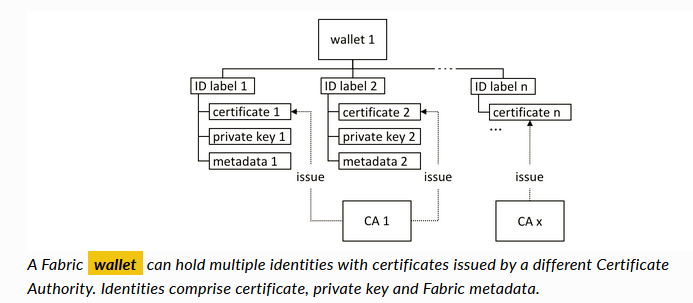 wallet 1
ID label 1
ID label 2
ID label n
certificate 1
certificate 2
certificate n
...
private key 1
private key 2
metadata 1
metadata 2
issue
issue
issue
CA 1
CA x
A Fabric wallet can hold multiple identities with certificates issued by a different Certificate
Authority. Identities comprise certificate, private key and Fabric metadata.